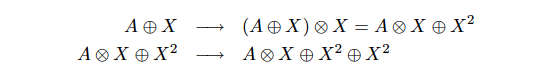 A ⊕ X ⟶ (A ⊕ X) ⊗ X = A ⊗ X ⊕ X²
A ⊗ X ⊕ X² ⟶ A ⊗ X ⊕ X² ⊕ X²